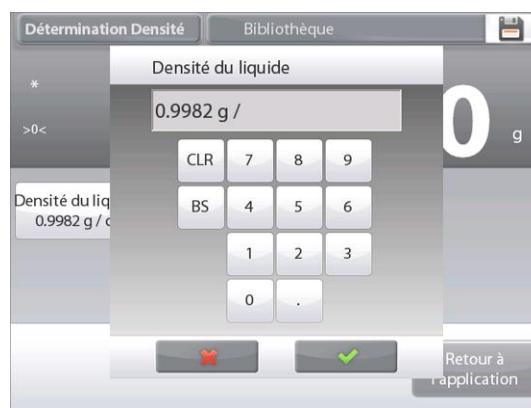 Détermination Densité Bibliothèque
*
>0<
0 g
Densité du liq
0.9982 g / c
Densité du liquide
0.9982 g /
CLR 7 8 9
BS 4 5 6
1 2 3
0 .
Retour à
l'application